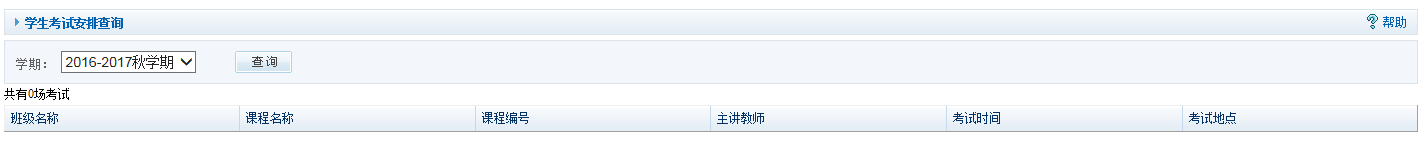 学生考试安排查询 帮助
学期： 2016-2017秋学期 查询
共有0场考试
班级名称 课程名称 课程编号 主讲教师 考试时间 考试地点